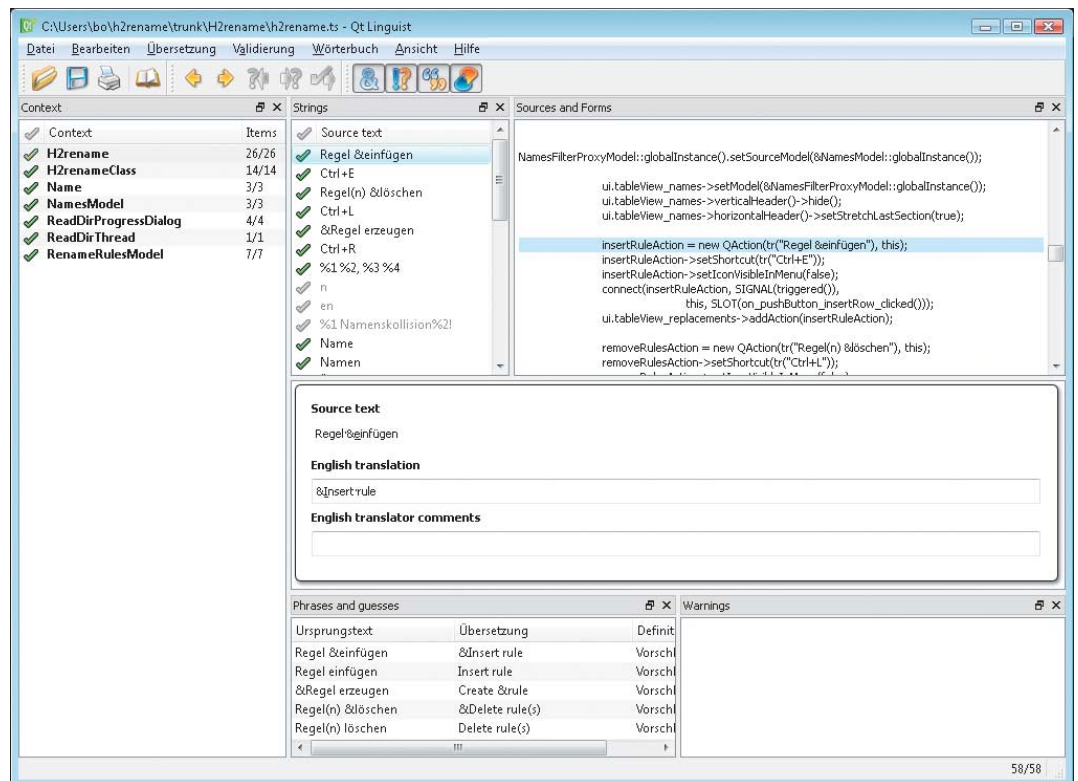 C:\Users\bo\h2rename\trunk\H2rename\h2rename.ts - Qt Linguist
Datei Bearbeiten Übersetzung Validierung Wörterbuch Ansicht Hilfe
Context
Context Items
H2rename 26/26
H2renameClass 14/14
Name 3/3
NamesModel 3/3
ReadDirProgressDialog 4/4
ReadDirThread 1/1
RenameRulesModel 7/7
Strings
Source text
Regel &einfügen
Ctrl+E
Regel(n) &löschen
Ctrl+L
&Regel erzeugen
Ctrl+R
%1 %2, %3 %4
n
en
%1 Namenskollision%2!
Name
Namen
Sources and Forms
NamesFilterProxyModel::globalInstance().setSourceModel(&NamesModel::globalInstance());
ui.tableView_names->setModel(&NamesFilterProxyModel::globalInstance());
ui.tableView_names->verticalHeader()->hide();
ui.tableView_names->horizontalHeader()->setStretchLastSection(true);
insertRuleAction = new QAction(tr("Regel &einfügen"), this);
insertRuleAction->setShortcut(tr("Ctrl+E"));
insertRuleAction->setIconVisibleInMenu(false);
connect(insertRuleAction, SIGNAL(triggered()),
this, SLOT(on_pushButton_insertRow_clicked()));
ui.tableView_replacements->addAction(insertRuleAction);
removeRulesAction = new QAction(tr("Regel(n) &löschen"), this);
removeRulesAction->setShortcut(tr("Ctrl+L"));
Source text
Regel·&einfügen
English translation
&Insert·rule
English translator comments
Phrases and guesses
Ursprungstext Übersetzung Definit
Regel &einfügen &Insert rule Vorschl
Regel einfügen Insert rule Vorschl
&Regel erzeugen Create &rule Vorschl
Regel(n) &löschen &Delete rule(s) Vorschl
Regel(n) löschen Delete rule(s) Vorschl
Warnings
58/58